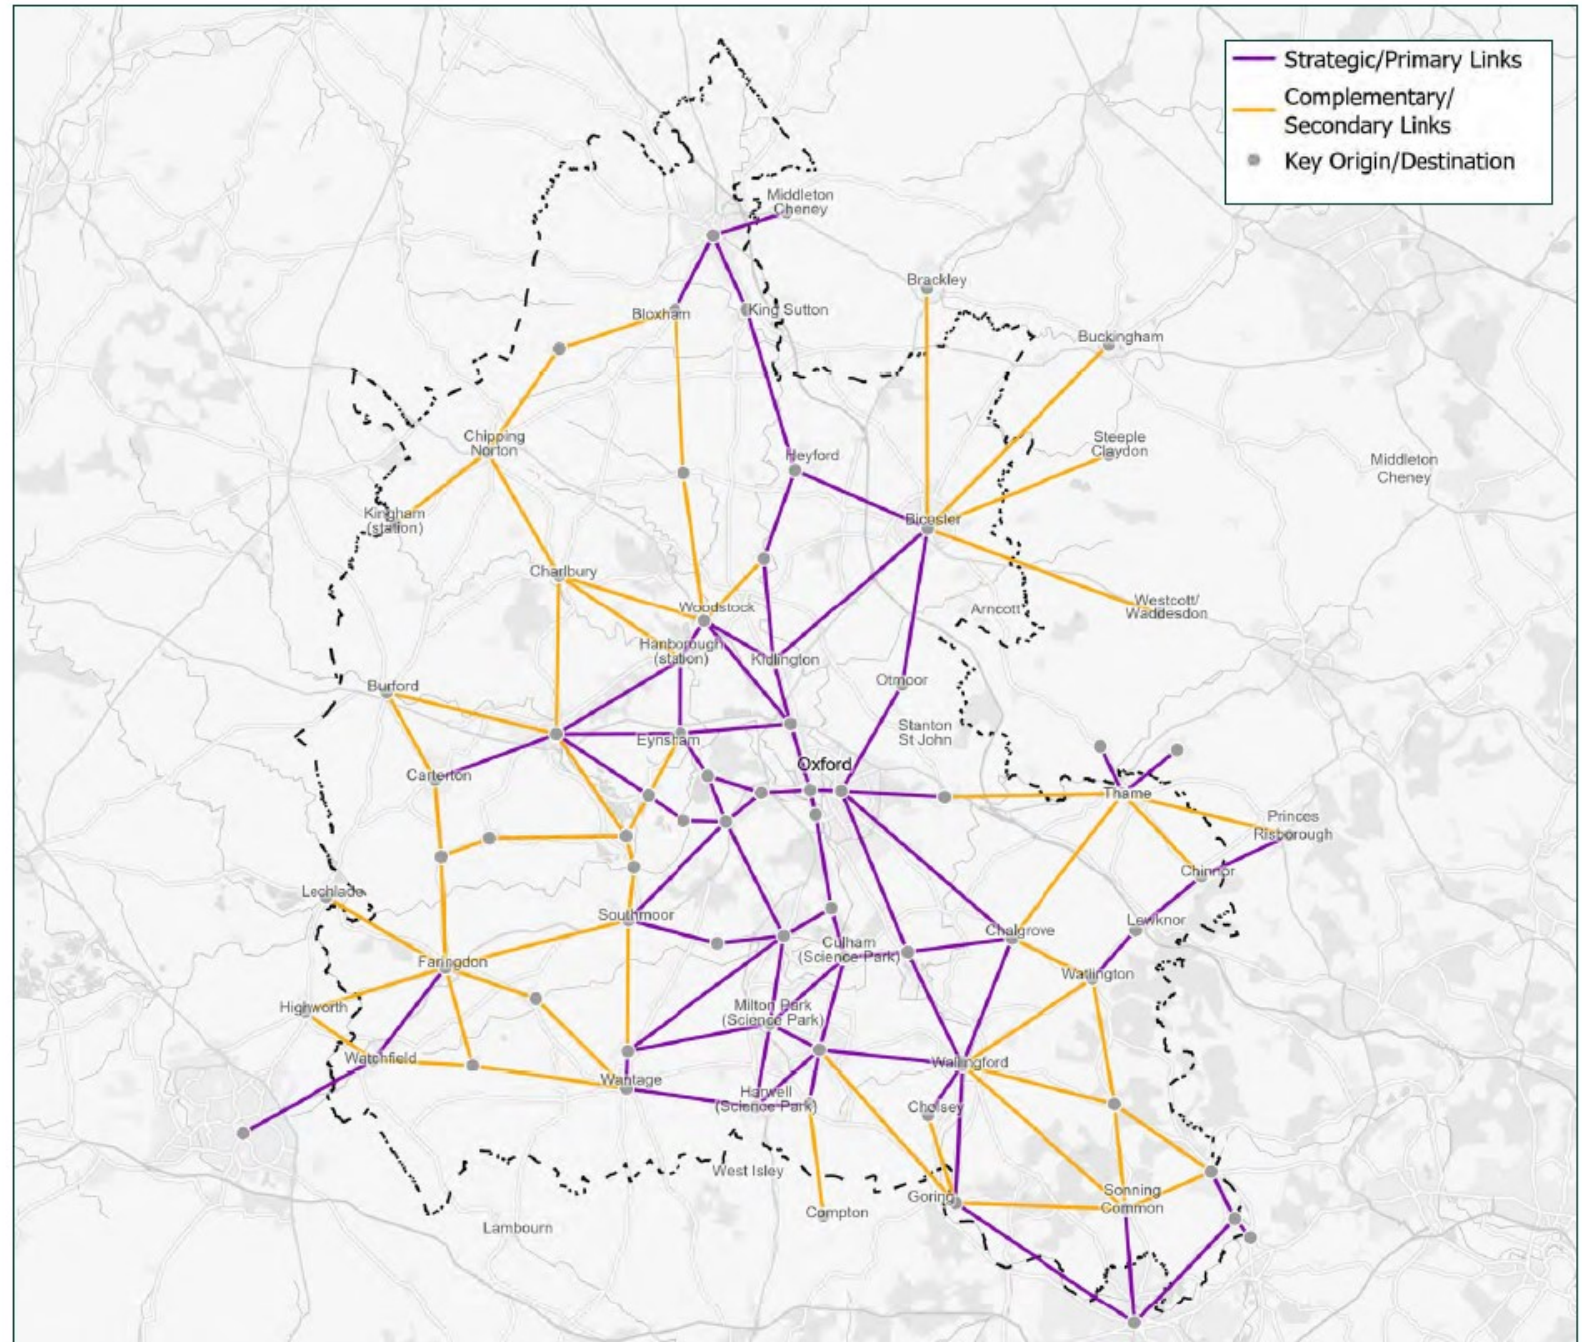 Strategic/Primary Links
Complementary/
Secondary Links
Key Origin/Destination
Middleton
Cheney
Brackley
Bloxham
King Sutton
Buckingham
Chipping
Norton
Steeple
Claydon
Heyford
Middleton
Cheney
Kingham
(station)
Bicester
Charlbury
Woodstock
Arncott
Westcott/
Waddesdon
Hanborough
(station)
Kidlington
Burford
Otmoor
Stanton
St John
Eynsham
Oxford
Carterton
Thame
Princes
Risborough
Chinnor
Lechlade
Southmoor
Lewknor
Chalgrove
Culham
(Science Park)
Faringdon
Watlington
Highworth
Milton Park
(Science Park)
Watchfield
Wallingford
Wantage
Harwell
(Science Park)
Cholsey
West Isley
Goring
Sonning
Common
Compton
Lambourn